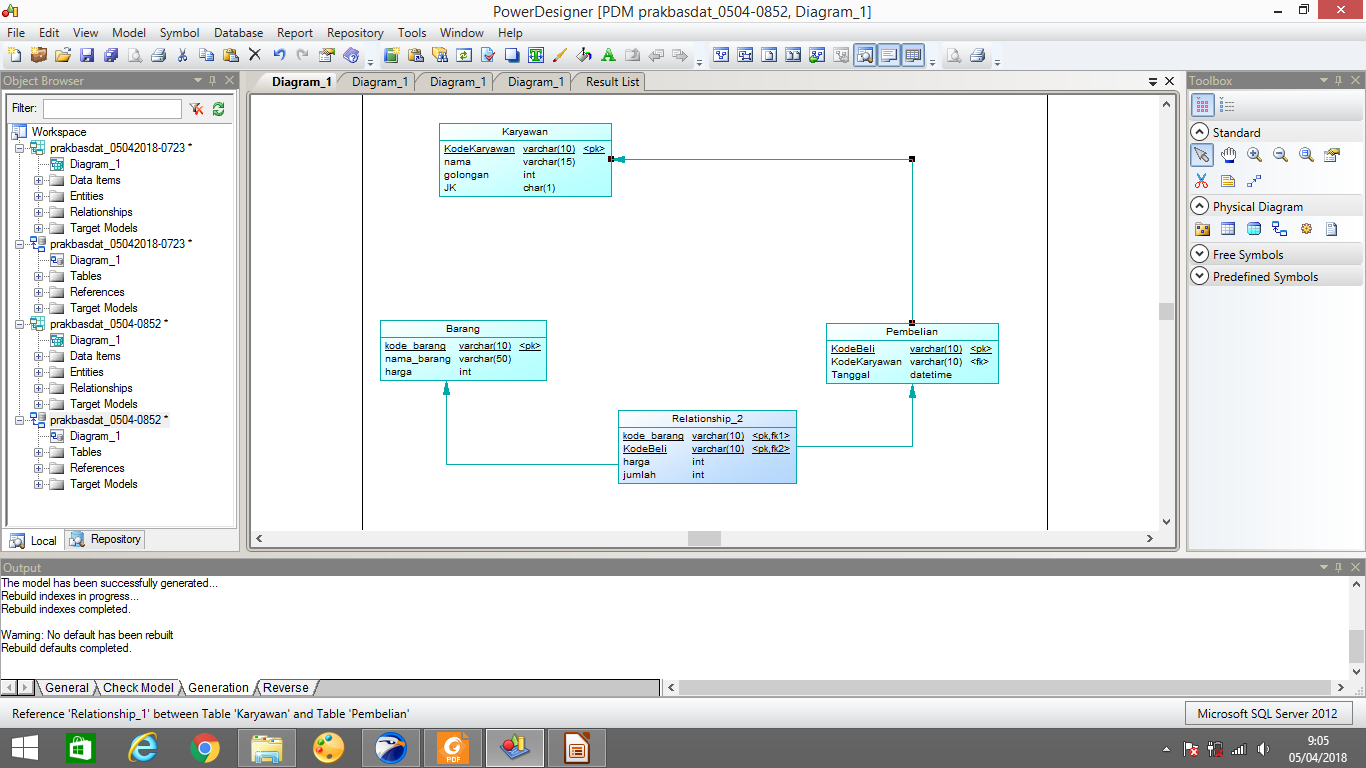 PowerDesigner [PDM prakbasdat_0504-0852, Diagram_1]
File Edit View Model Symbol Database Report Repository Tools Window Help
Object Browser
Filter:
Workspace
prakbasdat_05042018-0723 *
Diagram_1
Data Items
Entities
Relationships
Target Models
prakbasdat_05042018-0723 *
Diagram_1
Tables
References
Target Models
prakbasdat_0504-0852 *
Diagram_1
Data Items
Entities
Relationships
Target Models
prakbasdat_0504-0852 *
Diagram_1
Tables
References
Target Models
Local Repository
Diagram_1 Diagram_1 Diagram_1 Diagram_1 Result List
Karyawan
KodeKaryawan varchar(10) <pk>
nama varchar(15)
golongan int
JK char(1)
Barang
kode_barang varchar(10) <pk>
nama_barang varchar(50)
harga int
Pembelian
KodeBeli varchar(10) <pk>
KodeKaryawan varchar(10) <fk>
Tanggal datetime
Relationship_2
kode_barang varchar(10) <pk,fk1>
KodeBeli varchar(10) <pk,fk2>
harga int
jumlah int
Toolbox
Standard
Physical Diagram
Free Symbols
Predefined Symbols
Output
The model has been successfully generated...
Rebuild indexes in progress...
Rebuild indexes completed.
Warning: No default has been rebuilt
Rebuild defaults completed.
General Check Model Generation Reverse
Reference 'Relationship_1' between Table 'Karyawan' and Table 'Pembelian'
Microsoft SQL Server 2012
PDF
9:05
05/04/2018